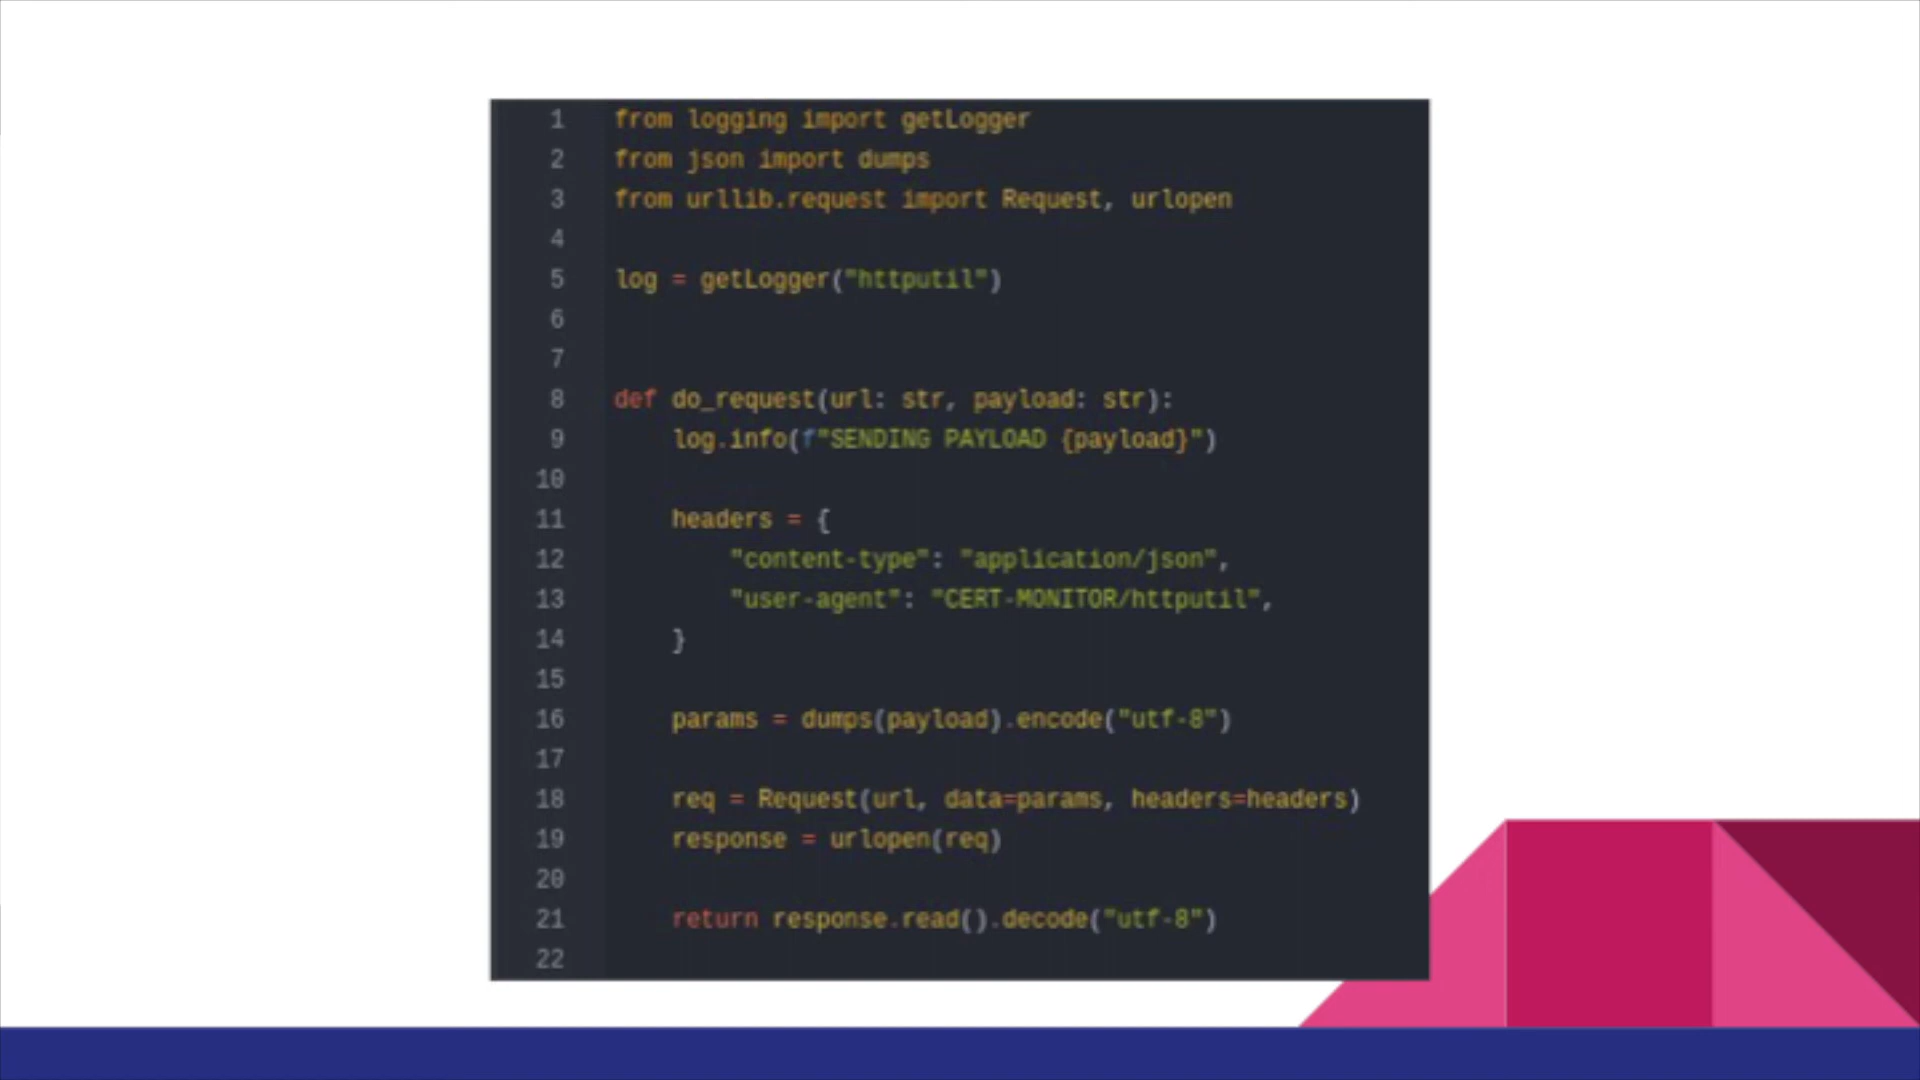 1 from logging import getLogger
2 from json import dumps
3 from urllib.request import Request, urlopen
4
5 log = getLogger("httputil")
6
7
8 def do_request(url: str, payload: str):
9     log.info(f"SENDING PAYLOAD {payload}")
10
11     headers = {
12         "content-type": "application/json",
13         "user-agent": "CERT-MONITOR/httputil",
14     }
15
16     params = dumps(payload).encode("utf-8")
17
18     req = Request(url, data=params, headers=headers)
19     response = urlopen(req)
20
21     return response.read().decode("utf-8")
22